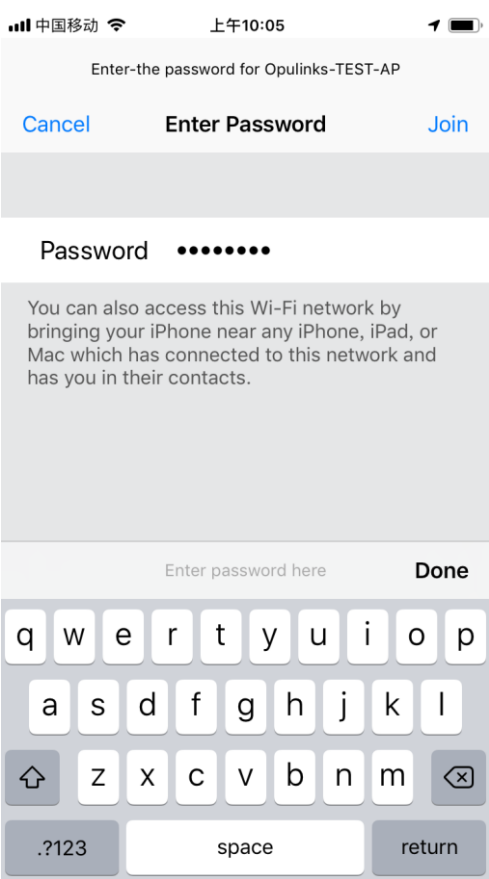 中国移动 上午10:05
Enter-the password for Opulinks-TEST-AP
Cancel Enter Password Join
Password ••••••••
You can also access this Wi-Fi network by
bringing your iPhone near any iPhone, iPad, or
Mac which has connected to this network and
has you in their contacts.
Enter password here Done
q w e r t y u i o p
a s d f g h j k l
z x c v b n m
.?123 space return